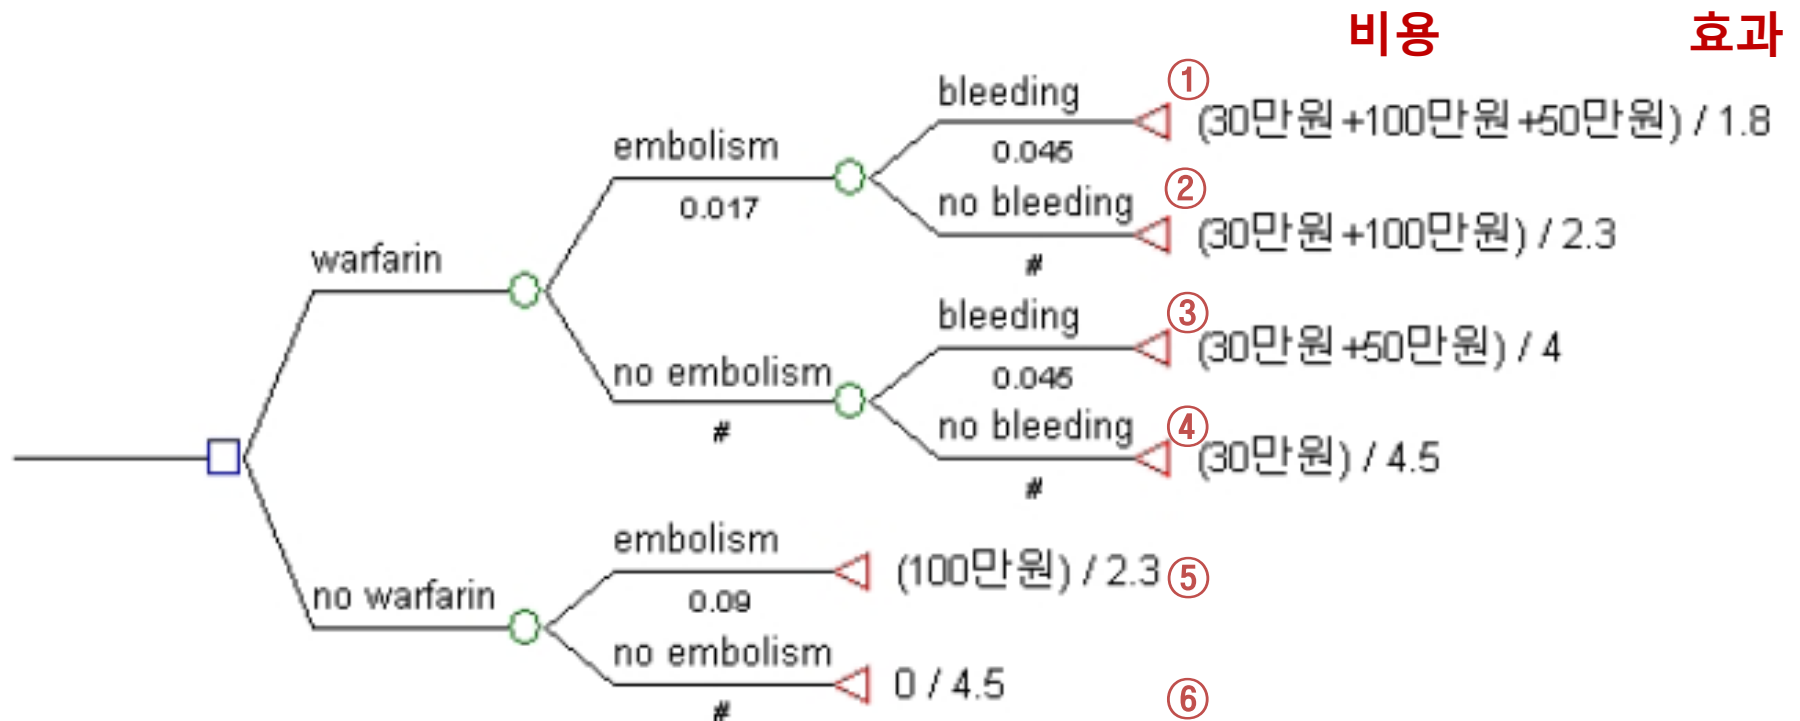 비용 효과
bleeding ① (30만원+100만원+50만원) / 1.8
0.045
embolism
0.017
no bleeding ② (30만원+100만원) / 2.3
#
warfarin
bleeding ③ (30만원+50만원) / 4
0.045
no embolism
#
no bleeding ④ (30만원) / 4.5
#
embolism (100만원) / 2.3 ⑤
0.09
no warfarin
no embolism 0 / 4.5 ⑥
#